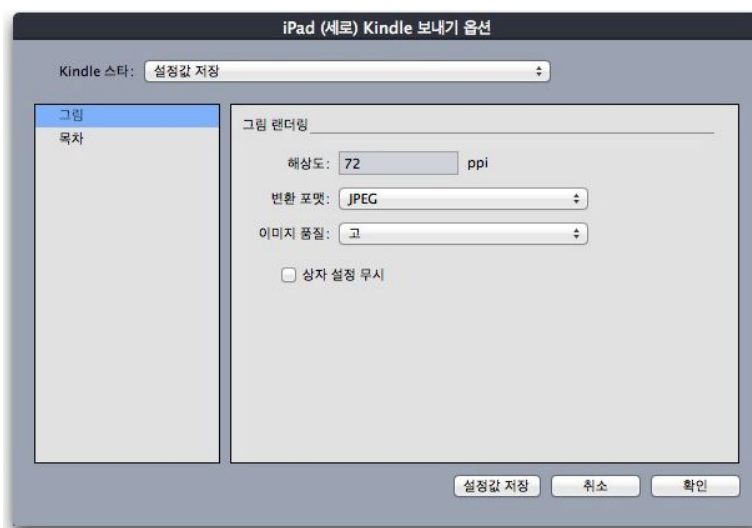 iPad (세로) Kindle 보내기 옵션
Kindle 스타: 설정값 저장
그림
목차
그림 랜더링
해상도: 72 ppi
변환 포맷: JPEG
이미지 품질: 고
상자 설정 무시
설정값 저장 취소 확인